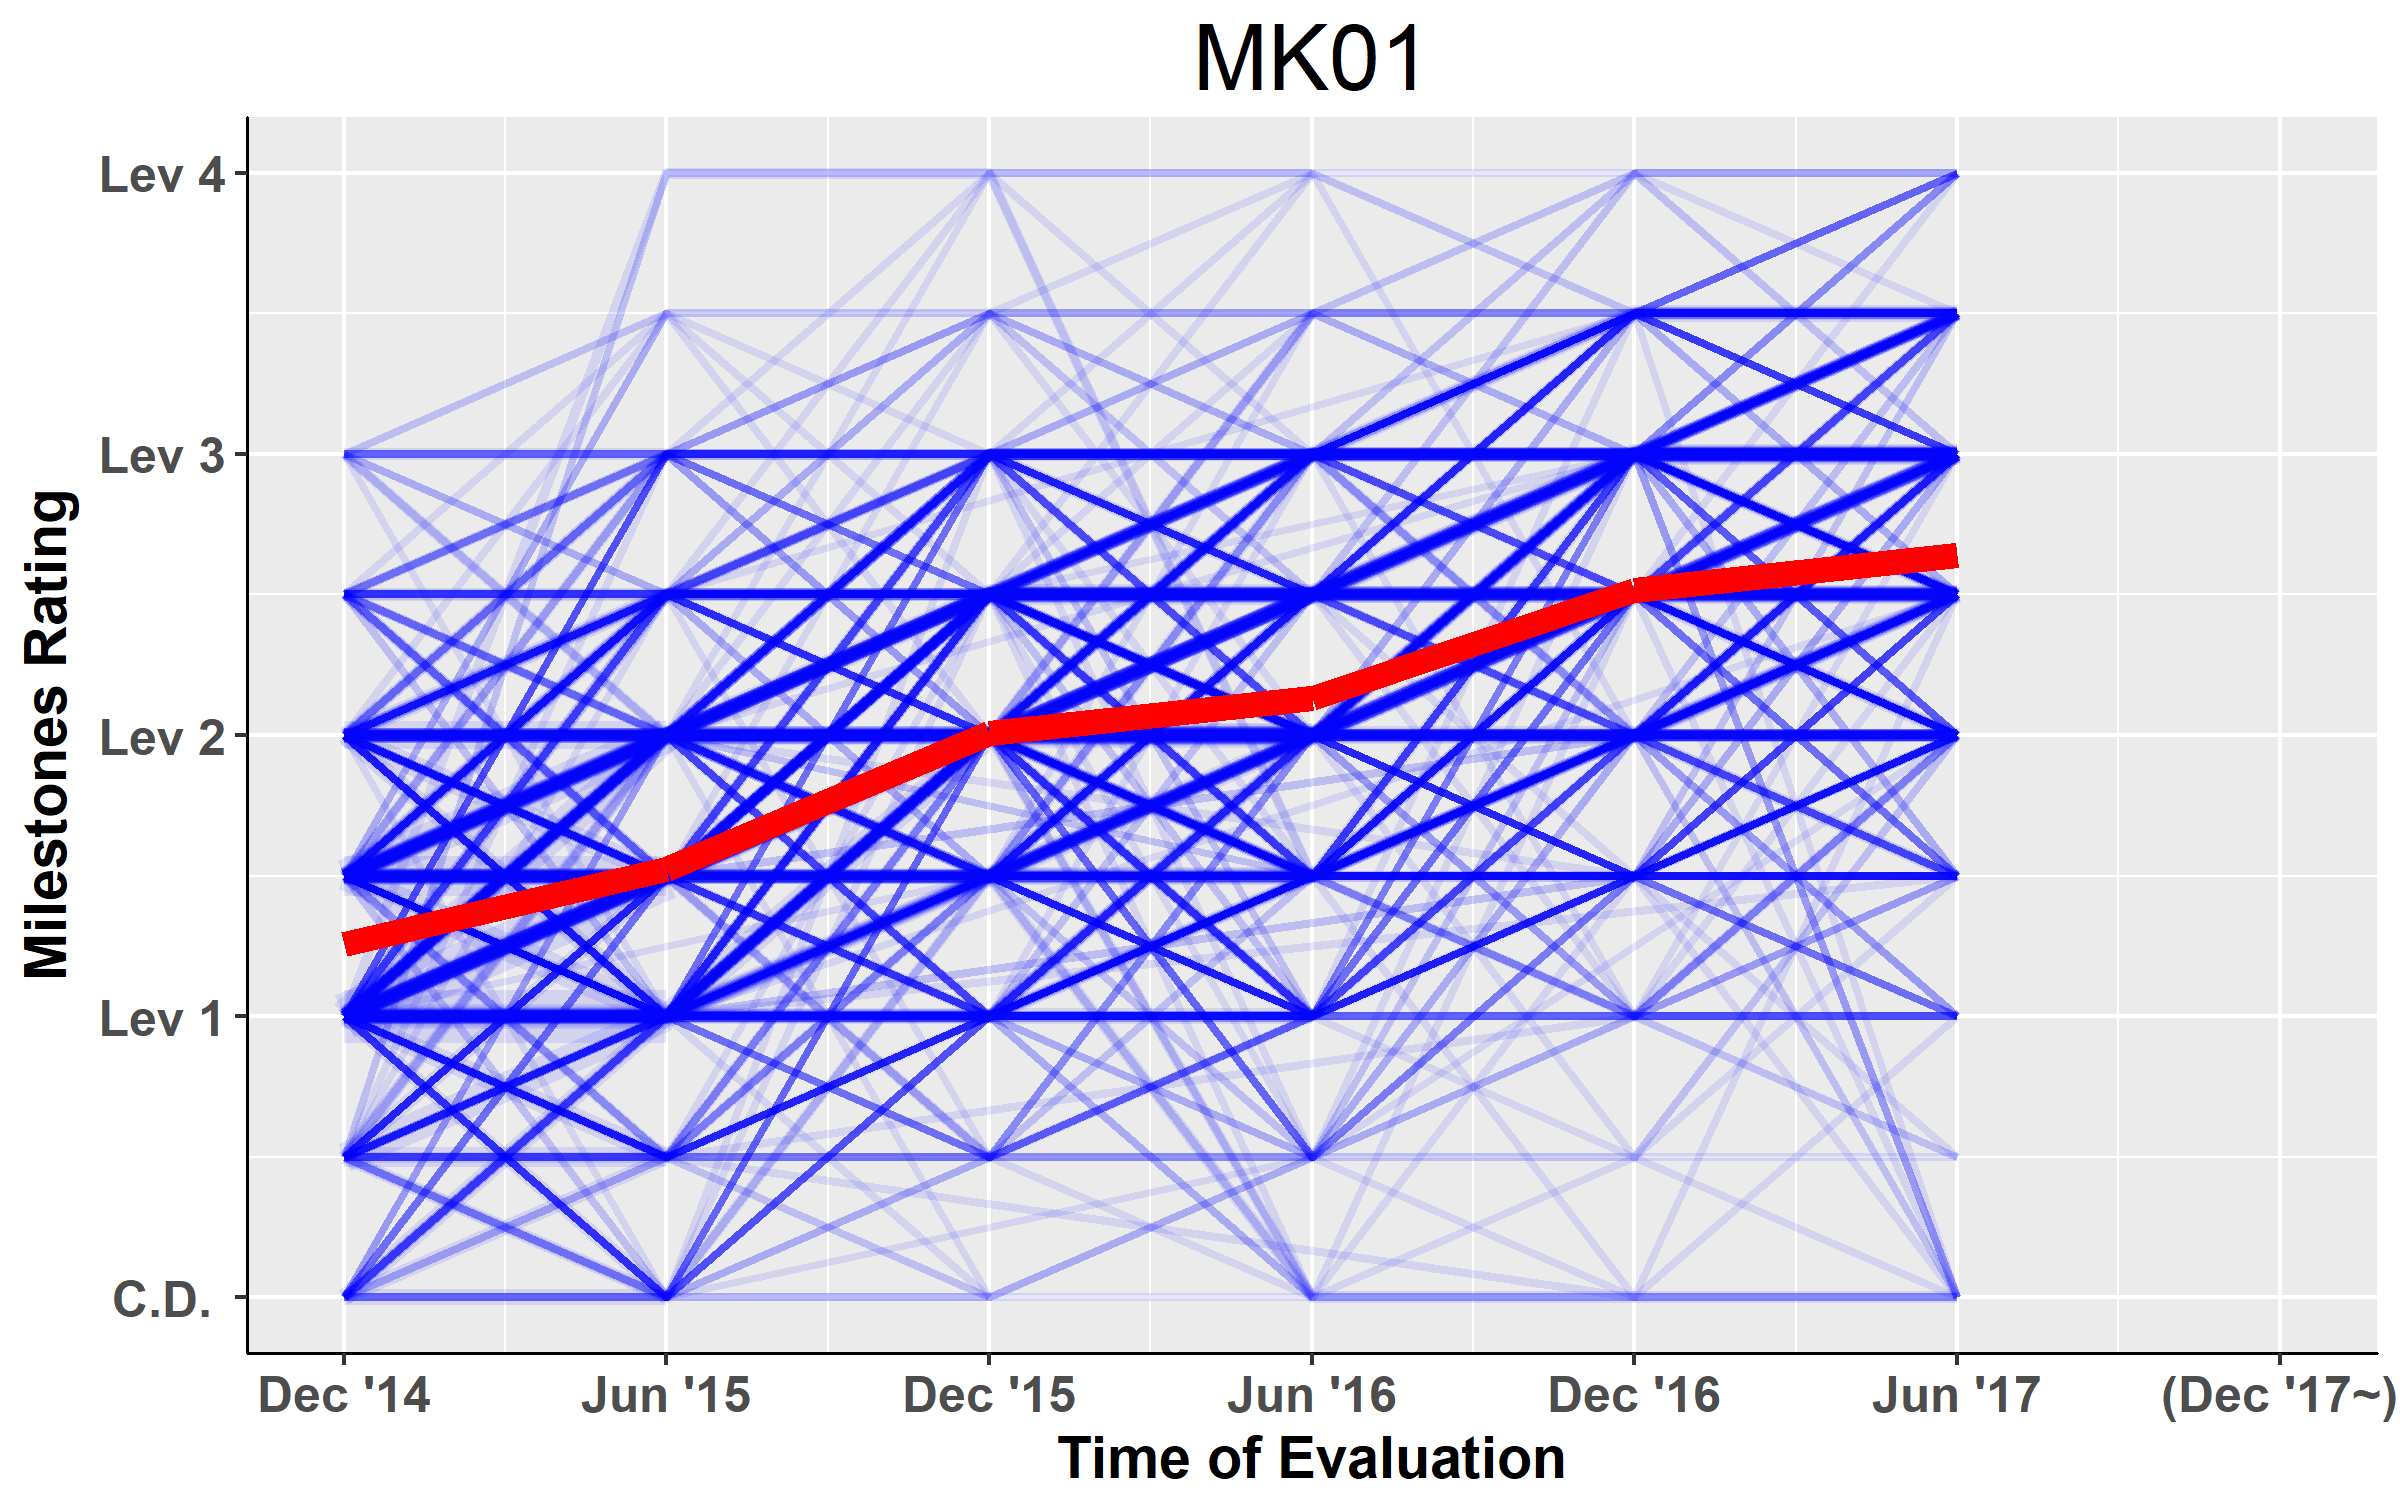 MK01
Milestones Rating
Lev 4
Lev 3
Lev 2
Lev 1
C.D.
Dec '14 Jun '15 Dec '15 Jun '16 Dec '16 Jun '17 (Dec '17~)
Time of Evaluation